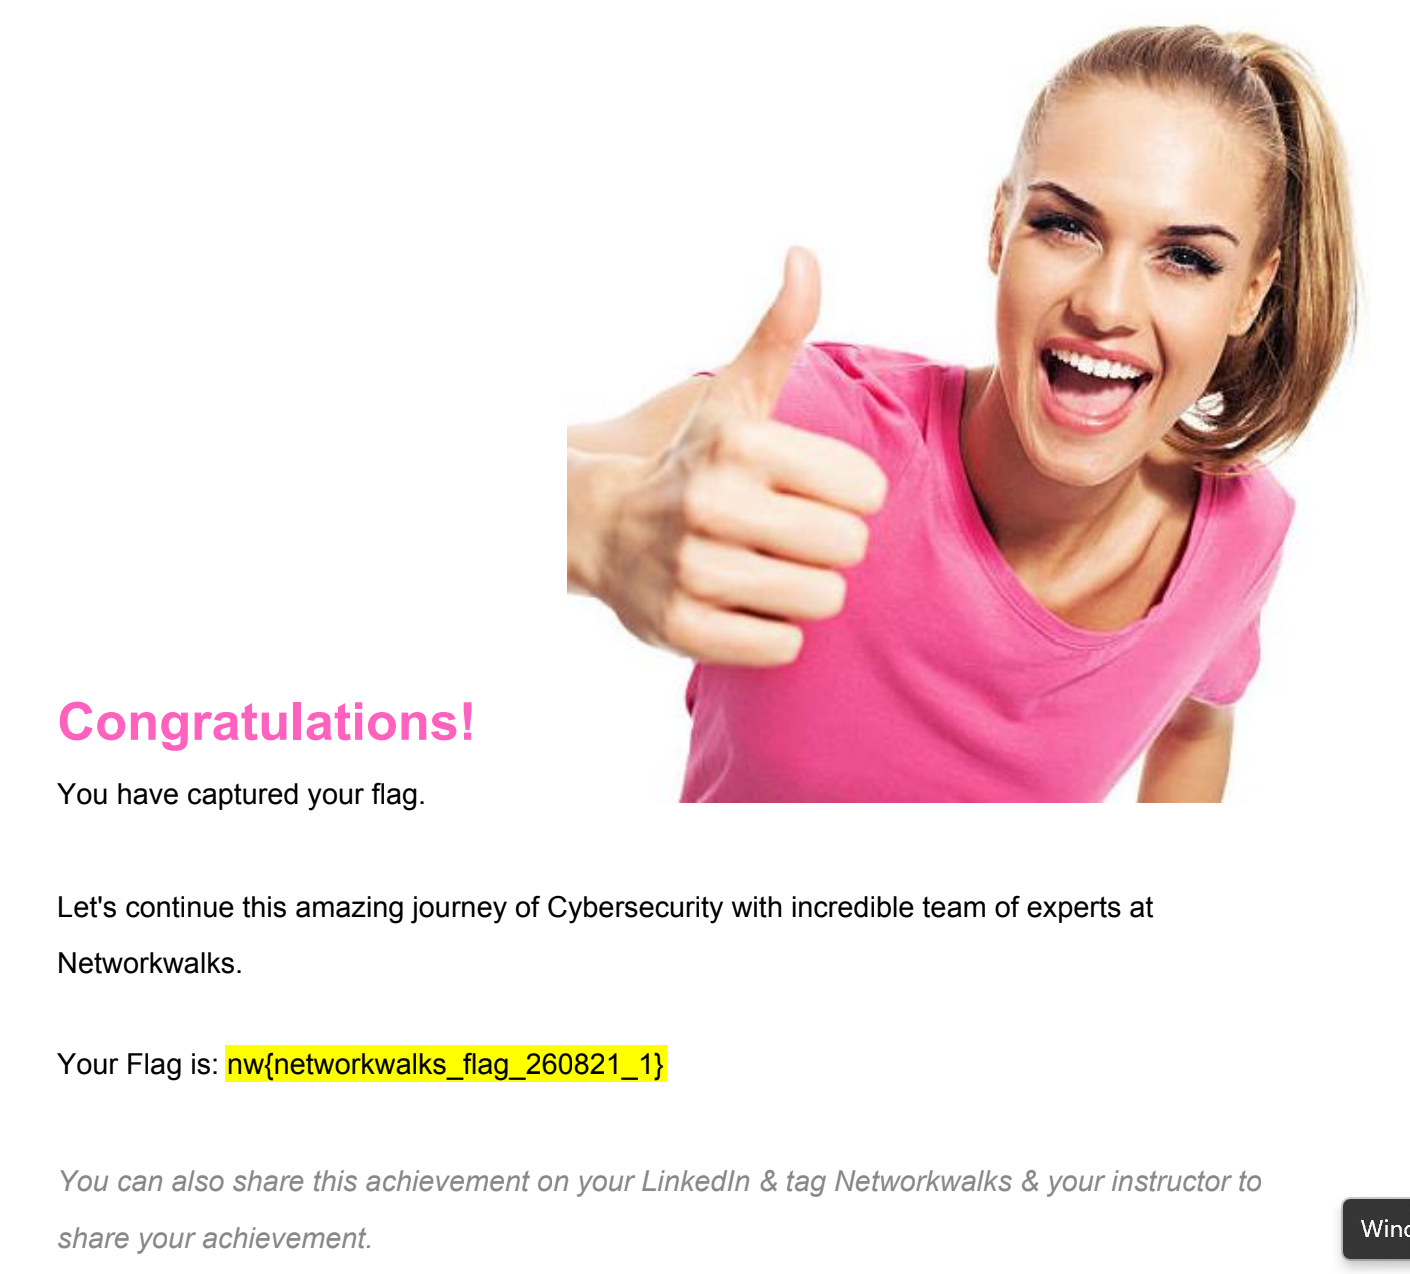 Congratulations!
You have captured your flag.
Let's continue this amazing journey of Cybersecurity with incredible team of experts at
Networkwalks.
Your Flag is: nw{networkwalks_flag_260821_1}
You can also share this achievement on your LinkedIn & tag Networkwalks & your instructor to
share your achievement.